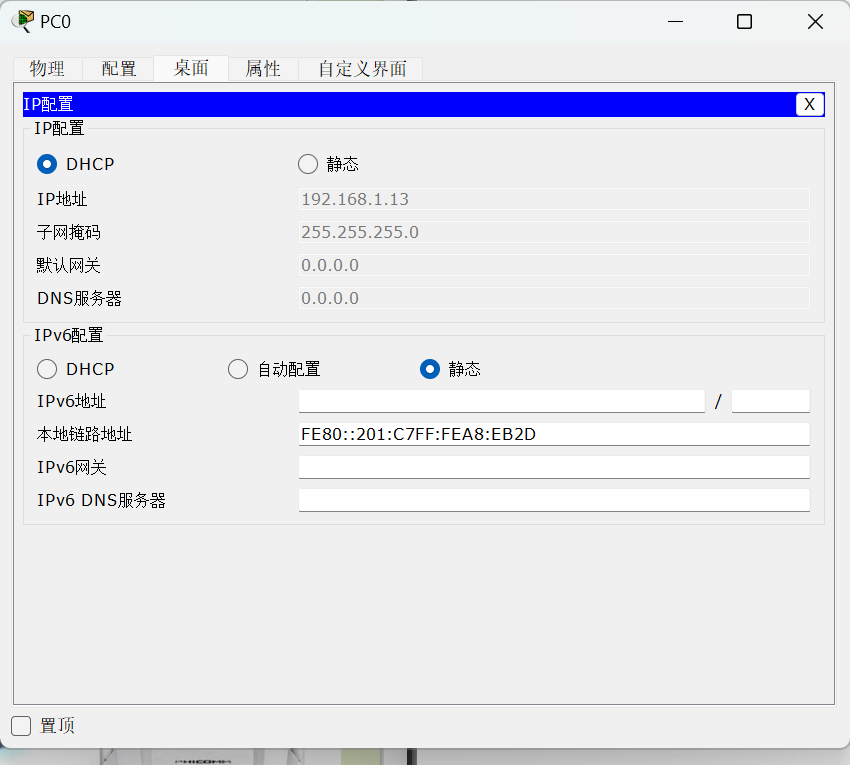 PC0
物理 配置 桌面 属性 自定义界面
IP配置 X
IP配置
DHCP 静态
IP地址 192.168.1.13
子网掩码 255.255.255.0
默认网关 0.0.0.0
DNS服务器 0.0.0.0
IPv6配置
DHCP 自动配置 静态
IPv6地址 /
本地链路地址 FE80::201:C7FF:FEA8:EB2D
IPv6网关
IPv6 DNS服务器
置顶